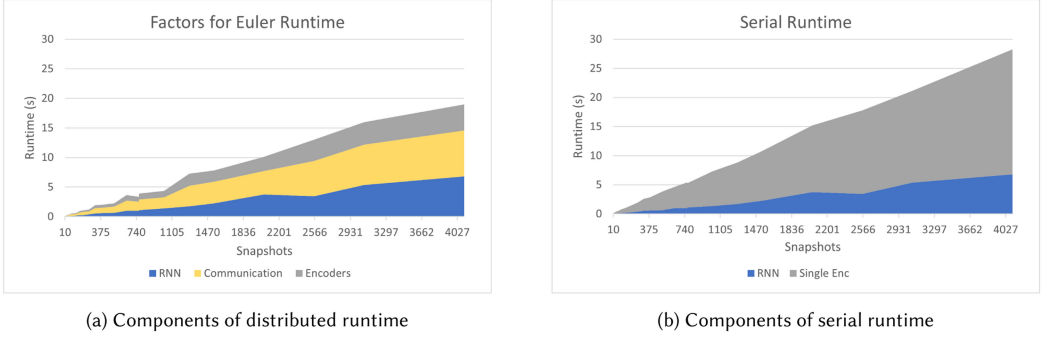 Factors for Euler Runtime
30
25
20
15
10
5
0
Runtime (s)
10 375 740 1105 1470 1836 2201 2566 2931 3297 3662 4027
Snapshots
RNN Communication Encoders
(a) Components of distributed runtime
Serial Runtime
30
25
20
15
10
5
0
Runtime (s)
10 375 740 1105 1470 1836 2201 2566 2931 3297 3662 4027
Snapshots
RNN Single Enc
(b) Components of serial runtime